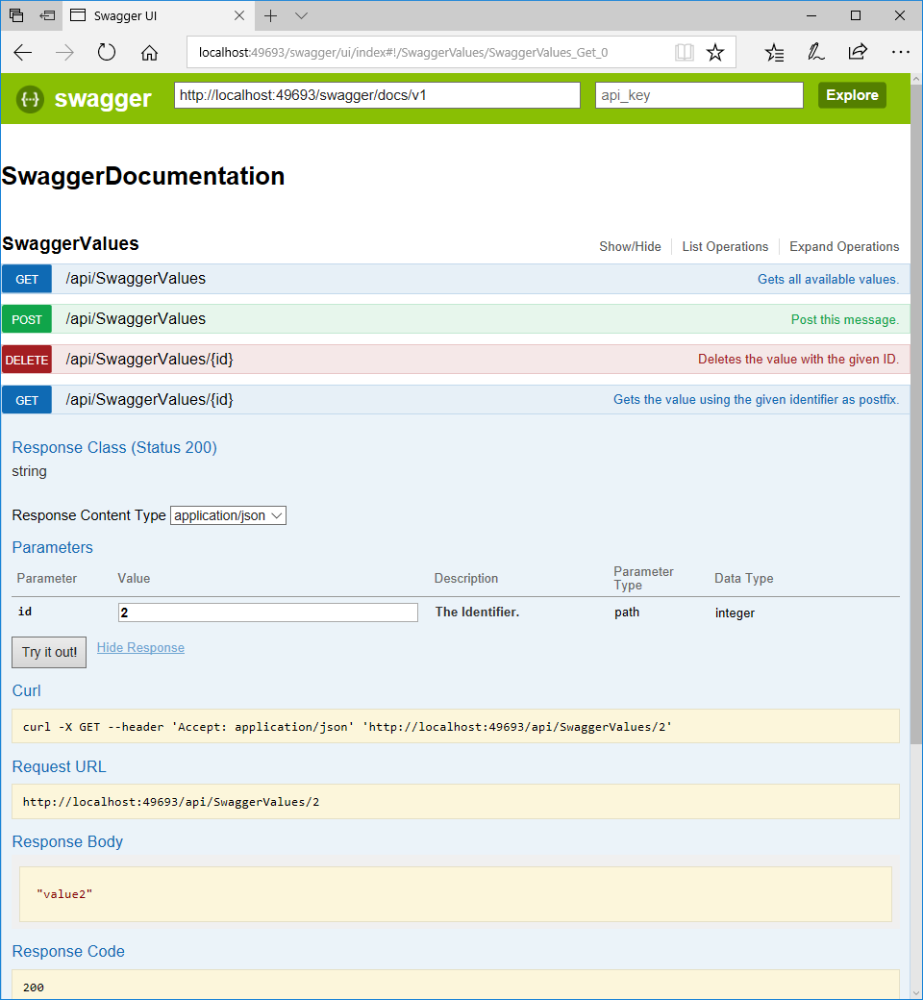 Swagger UI
localhost:49693/swagger/ui/index#!/SwaggerValues/SwaggerValues_Get_0
{··} swagger http://localhost:49693/swagger/docs/v1 api_key Explore
SwaggerDocumentation
SwaggerValues Show/Hide List Operations Expand Operations
GET /api/SwaggerValues Gets all available values.
POST /api/SwaggerValues Post this message.
DELETE /api/SwaggerValues/{id} Deletes the value with the given ID.
GET /api/SwaggerValues/{id} Gets the value using the given identifier as postfix.
Response Class (Status 200)
string
Response Content Type application/json
Parameters
Parameter Value Description Parameter Type Data Type
id 2 The Identifier. path integer
Try it out! Hide Response
Curl
curl -X GET --header 'Accept: application/json' 'http://localhost:49693/api/SwaggerValues/2'
Request URL
http://localhost:49693/api/SwaggerValues/2
Response Body
"value2"
Response Code
200